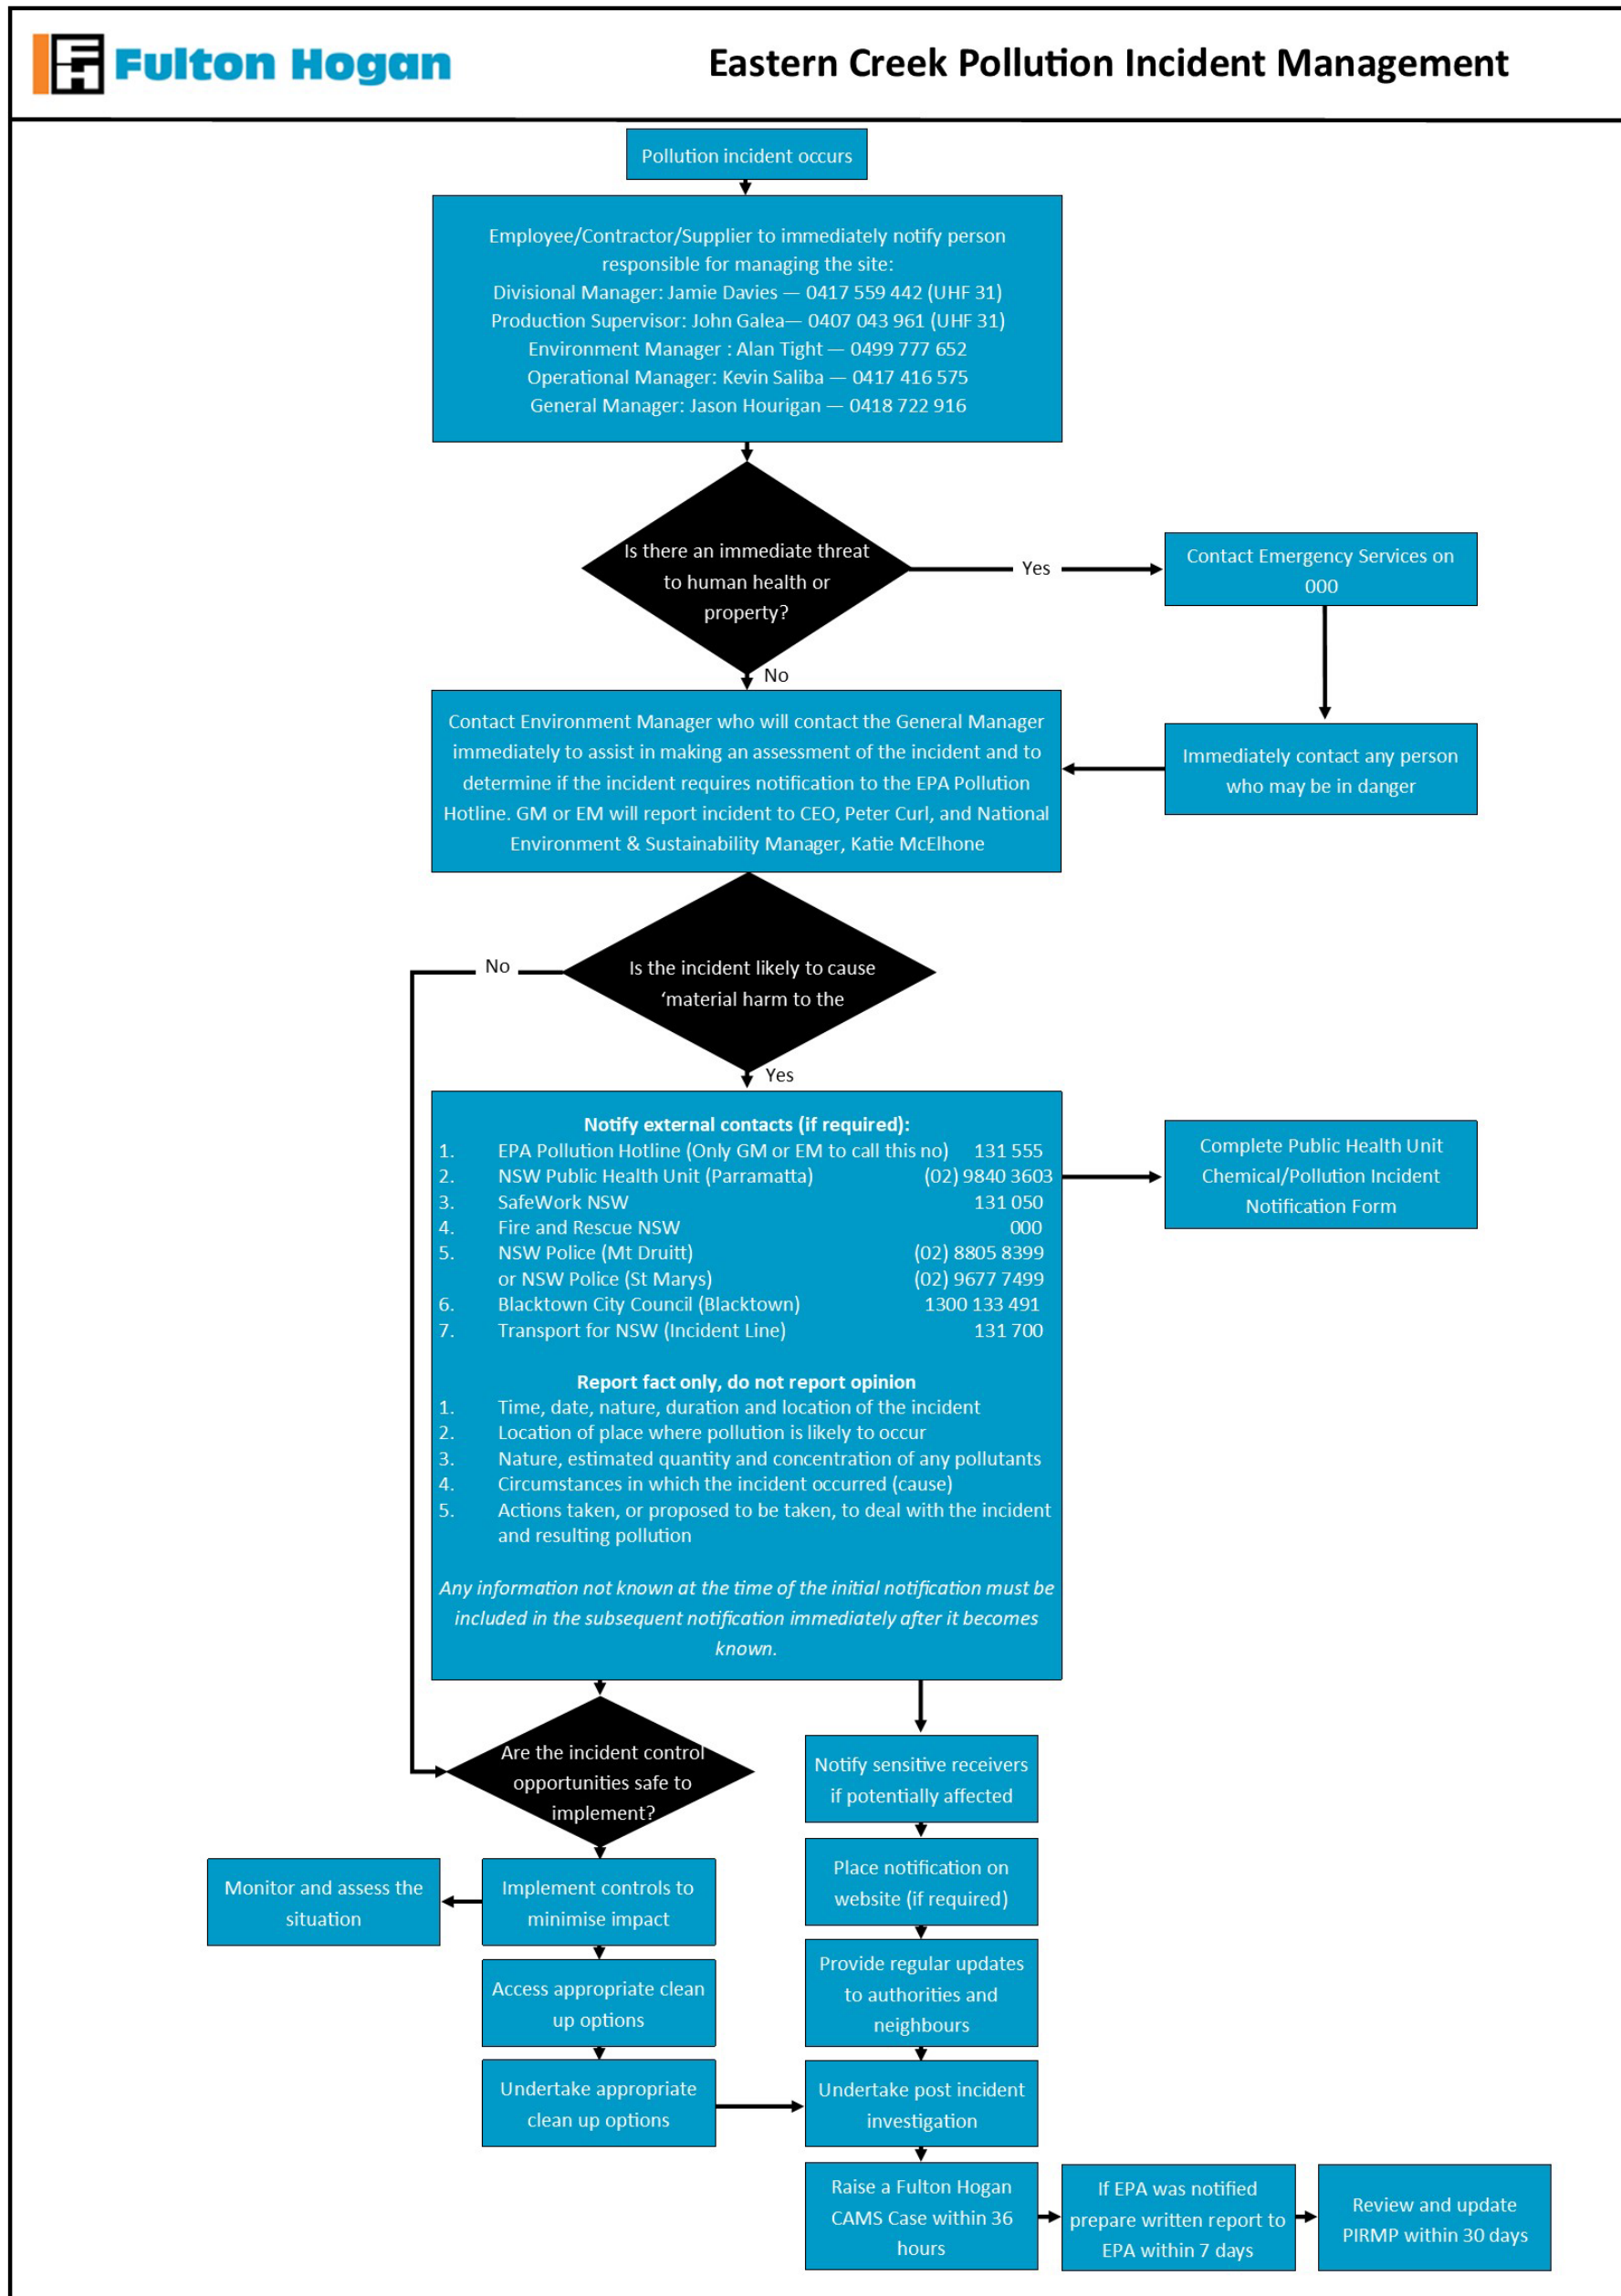 Fulton Hogan
Eastern Creek Pollution Incident Management
Pollution incident occurs
Employee/Contractor/Supplier to immediately notify person
responsible for managing the site:
Divisional Manager: Jamie Davies — 0417 559 442 (UHF 31)
Production Supervisor: John Galea— 0407 043 961 (UHF 31)
Environment Manager : Alan Tight — 0499 777 652
Operational Manager: Kevin Saliba — 0417 416 575
General Manager: Jason Hourigan — 0418 722 916
Is there an immediate threat
to human health or
property?
Yes
Contact Emergency Services on
000
No
Immediately contact any person
who may be in danger
Contact Environment Manager who will contact the General Manager
immediately to assist in making an assessment of the incident and to
determine if the incident requires notification to the EPA Pollution
Hotline. GM or EM will report incident to CEO, Peter Curl, and National
Environment & Sustainability Manager, Katie McElhone
No
Is the incident likely to cause
‘material harm to the
Yes
Notify external contacts (if required):
1. EPA Pollution Hotline (Only GM or EM to call this no) 131 555
2. NSW Public Health Unit (Parramatta) (02) 9840 3603
3. SafeWork NSW 131 050
4. Fire and Rescue NSW 000
5. NSW Police (Mt Druitt) (02) 8805 8399
or NSW Police (St Marys) (02) 9677 7499
6. Blacktown City Council (Blacktown) 1300 133 491
7. Transport for NSW (Incident Line) 131 700
Report fact only, do not report opinion
1. Time, date, nature, duration and location of the incident
2. Location of place where pollution is likely to occur
3. Nature, estimated quantity and concentration of any pollutants
4. Circumstances in which the incident occurred (cause)
5. Actions taken, or proposed to be taken, to deal with the incident
and resulting pollution
Any information not known at the time of the initial notification must be
included in the subsequent notification immediately after it becomes
known.
Complete Public Health Unit
Chemical/Pollution Incident
Notification Form
Are the incident control
opportunities safe to
implement?
Monitor and assess the
situation
Implement controls to
minimise impact
Access appropriate clean
up options
Undertake appropriate
clean up options
Notify sensitive receivers
if potentially affected
Place notification on
website (if required)
Provide regular updates
to authorities and
neighbours
Undertake post incident
investigation
Raise a Fulton Hogan
CAMS Case within 36
hours
If EPA was notified
prepare written report to
EPA within 7 days
Review and update
PIRMP within 30 days